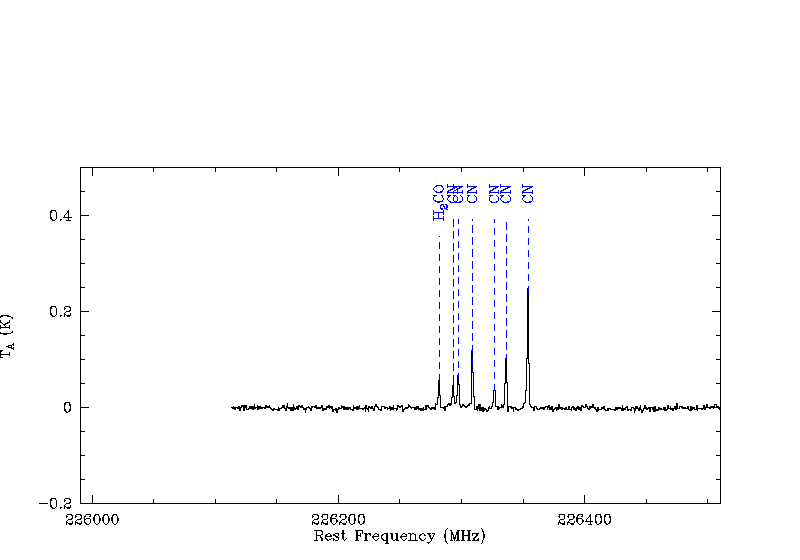 H2CO
CN
CN
CN
CN
CN
CN
0.4
0.2
0
-0.2
T_A (K)
226000
226200
226400
Rest Frequency (MHz)